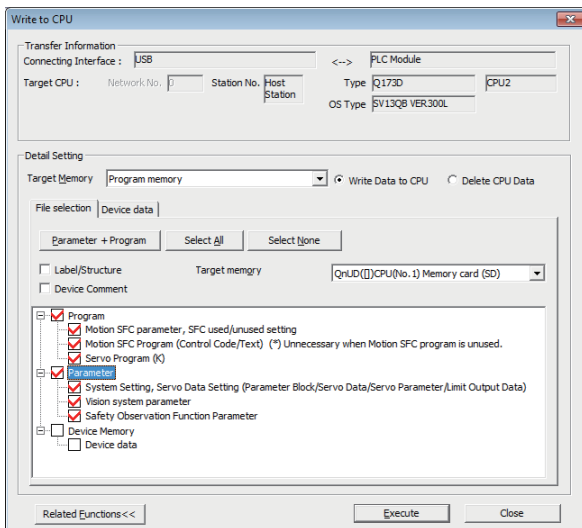 Write to CPU
Transfer Information
Connecting Interface : USB <--> PLC Module
Target CPU : Network No. 0 Station No. Host Station Type Q173D CPU2
OS Type SV13QB VER300L
Detail Setting
Target Memory Program memory Write Data to CPU Delete CPU Data
File selection Device data
Parameter + Program Select All Select None
Label/Structure Target memory QnUD([])CPU(No.1) Memory card (SD)
Device Comment
Program
Motion SFC parameter, SFC used/unused setting
Motion SFC Program (Control Code/Text) (*) Unnecessary when Motion SFC program is unused.
Servo Program (K)
Parameter
System Setting, Servo Data Setting (Parameter Block/Servo Data/Servo Parameter/Limit Output Data)
Vision system parameter
Safety Observation Function Parameter
Device Memory
Device data
Related Functions<< Execute Close